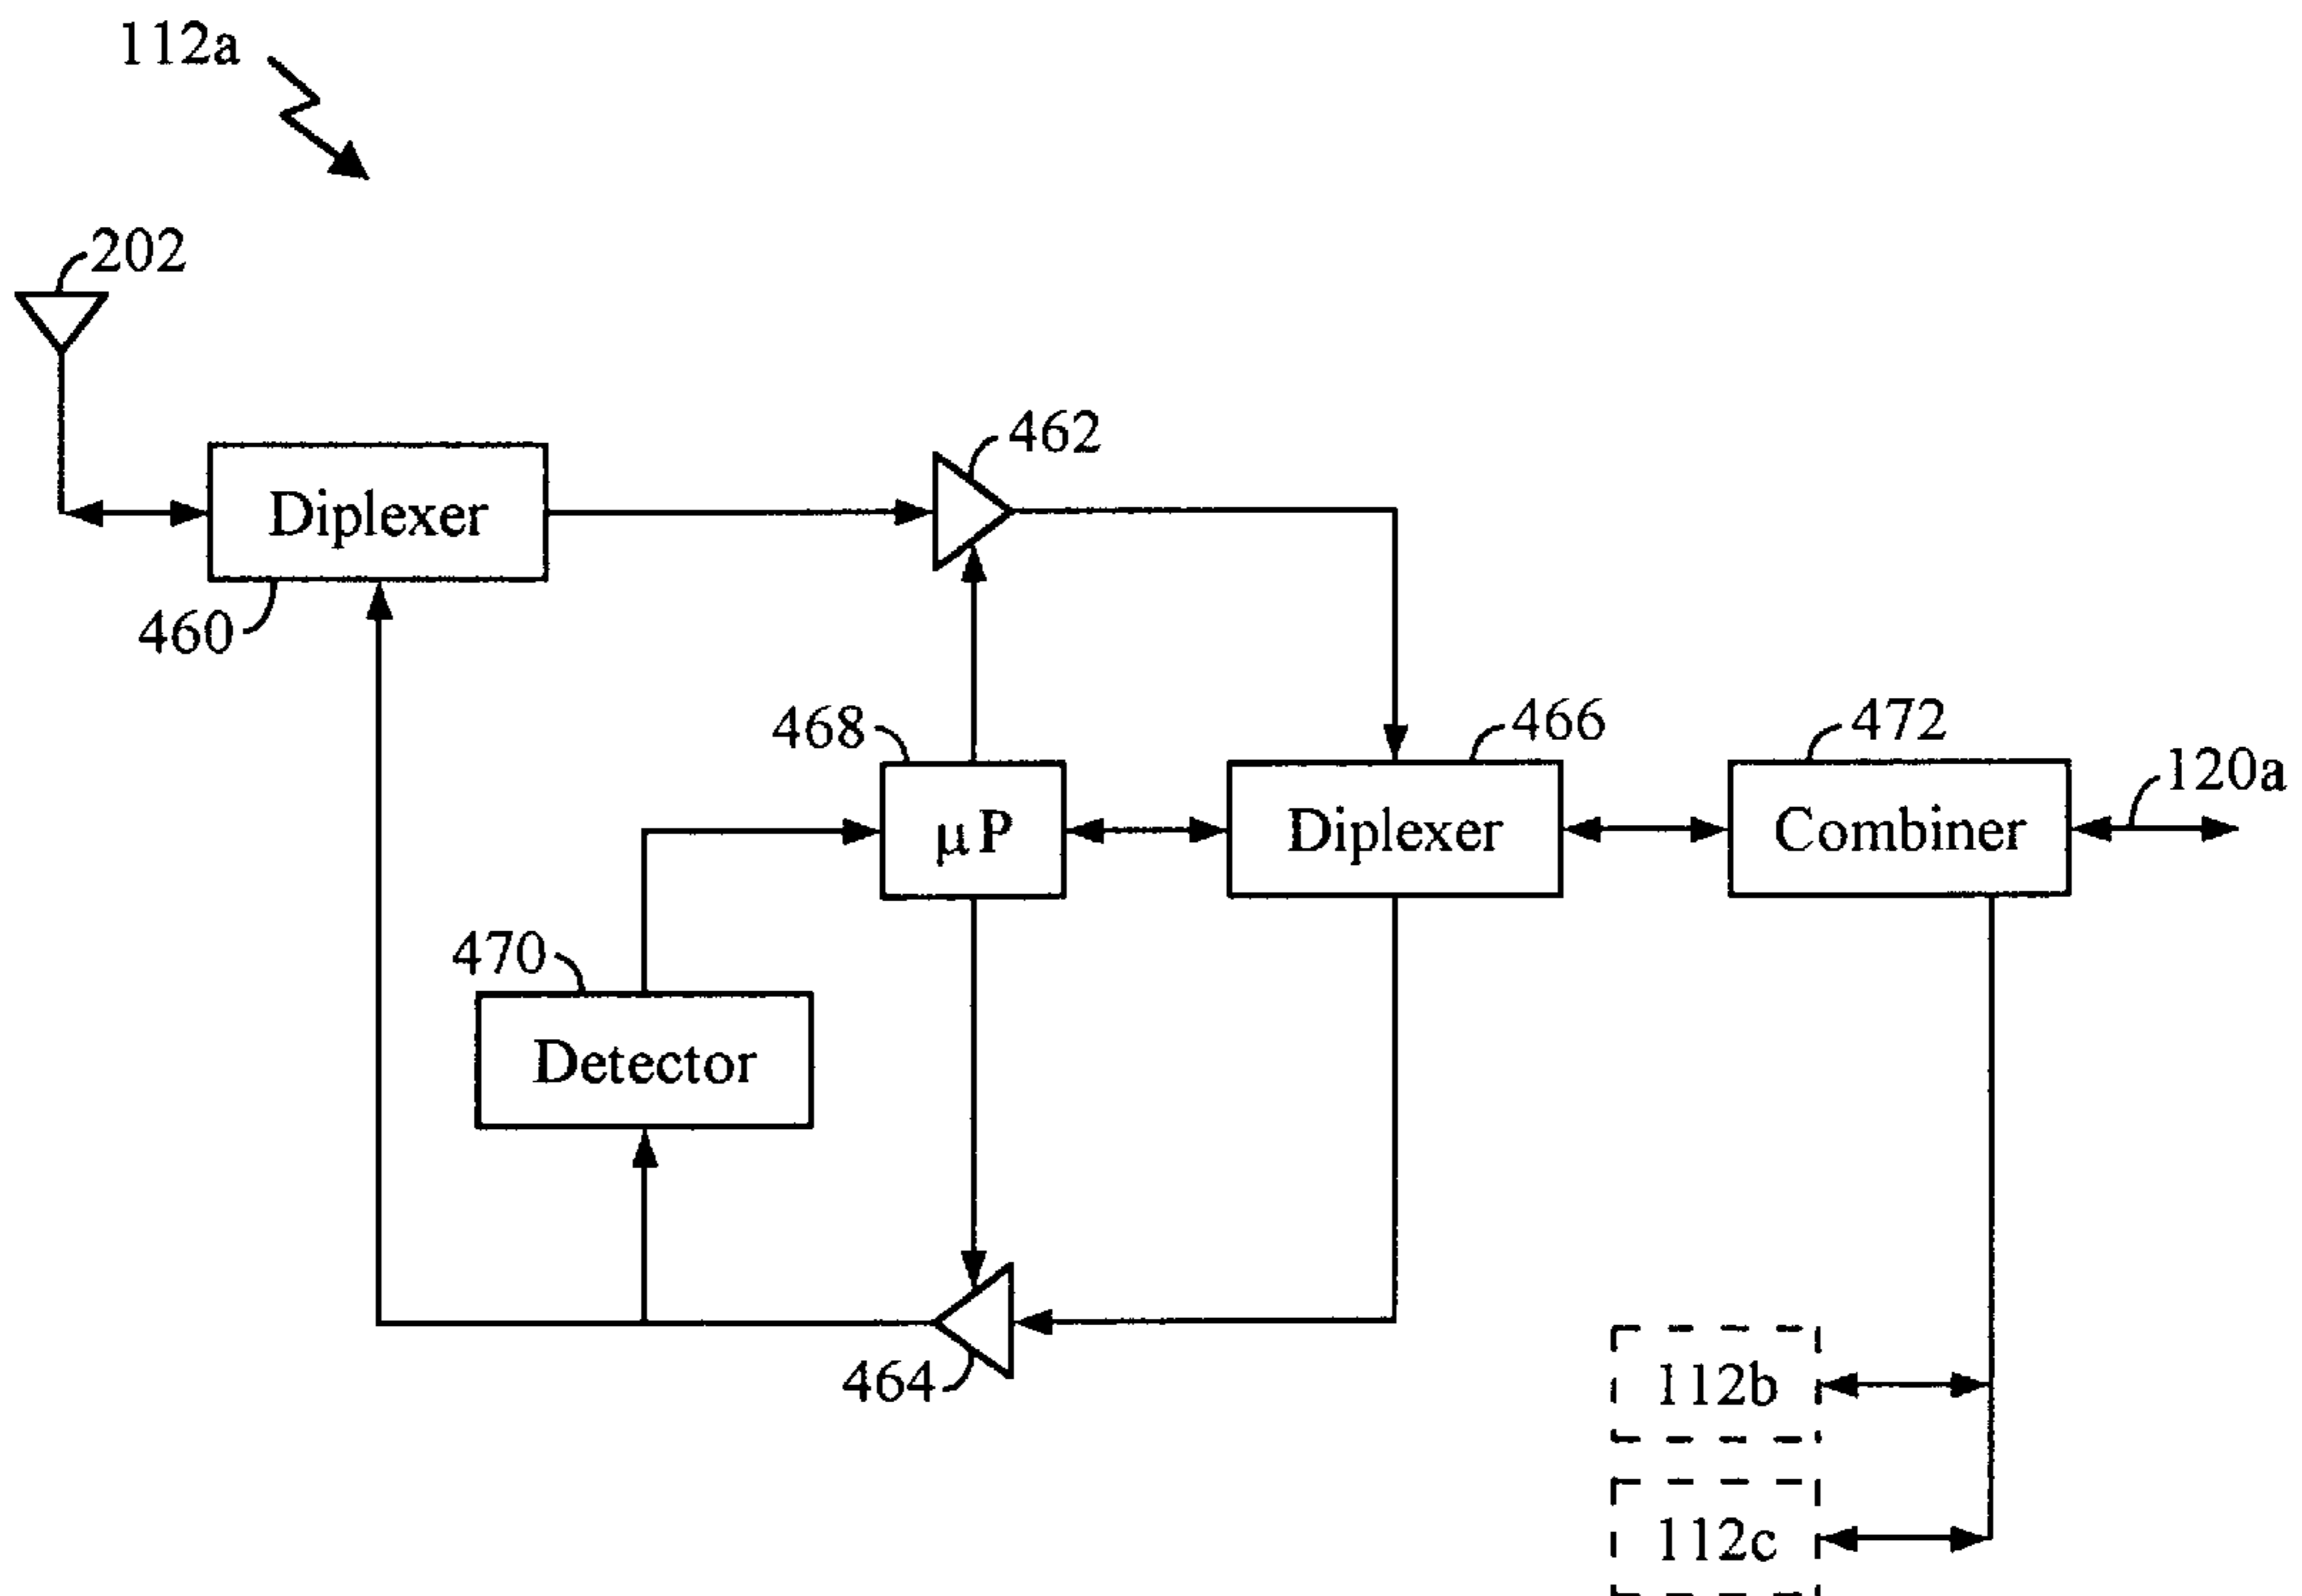 112a
202
462
Diplexer
460
468
466
472
120a
μP
Diplexer
Combiner
470
Detector
464
112b
112c